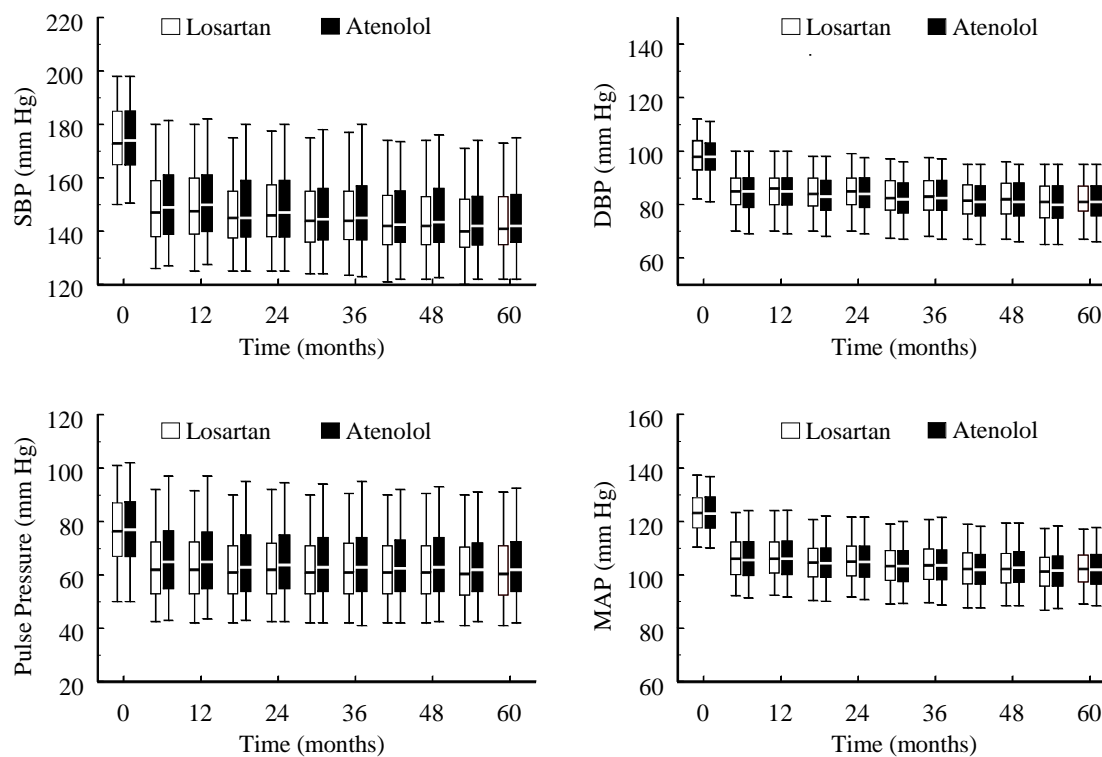 220
Losartan Atenolol
200
180
160
140
120
0 12 24 36 48 60
Time (months)
SBP (mm Hg)
140
Losartan Atenolol
120
100
80
60
0 12 24 36 48 60
Time (months)
DBP (mm Hg)
120
Losartan Atenolol
100
80
60
40
20
0 12 24 36 48 60
Time (months)
Pulse Pressure (mm Hg)
160
Losartan Atenolol
140
120
100
80
60
0 12 24 36 48 60
Time (months)
MAP (mm Hg)